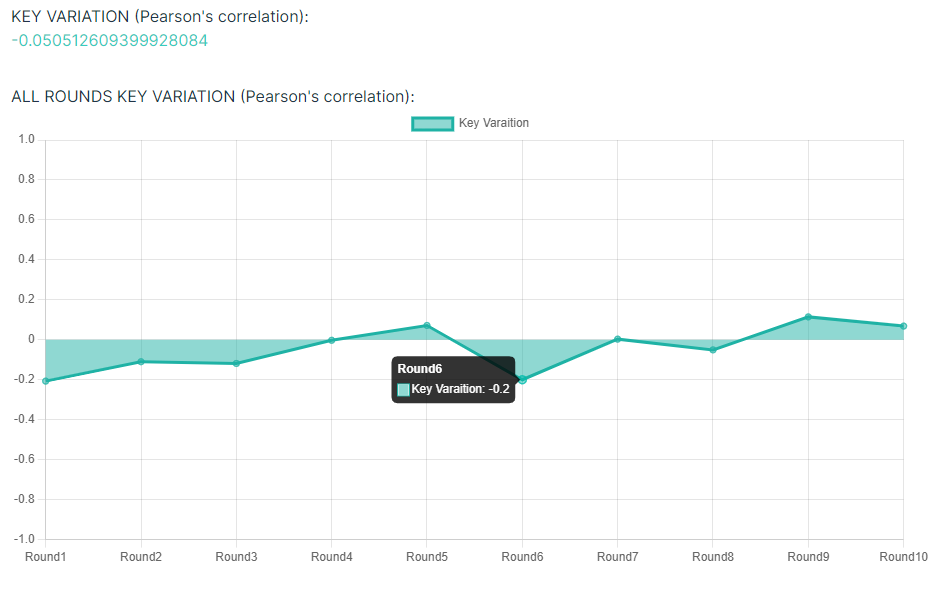 KEY VARIATION (Pearson's correlation):
-0.050512609399928084
ALL ROUNDS KEY VARIATION (Pearson's correlation):
Key Varaition
1.0
0.8
0.6
0.4
0.2
0
-0.2
-0.4
-0.6
-0.8
-1.0
Round6
Key Varaition: -0.2
Round1 Round2 Round3 Round4 Round5 Round6 Round7 Round8 Round9 Round10